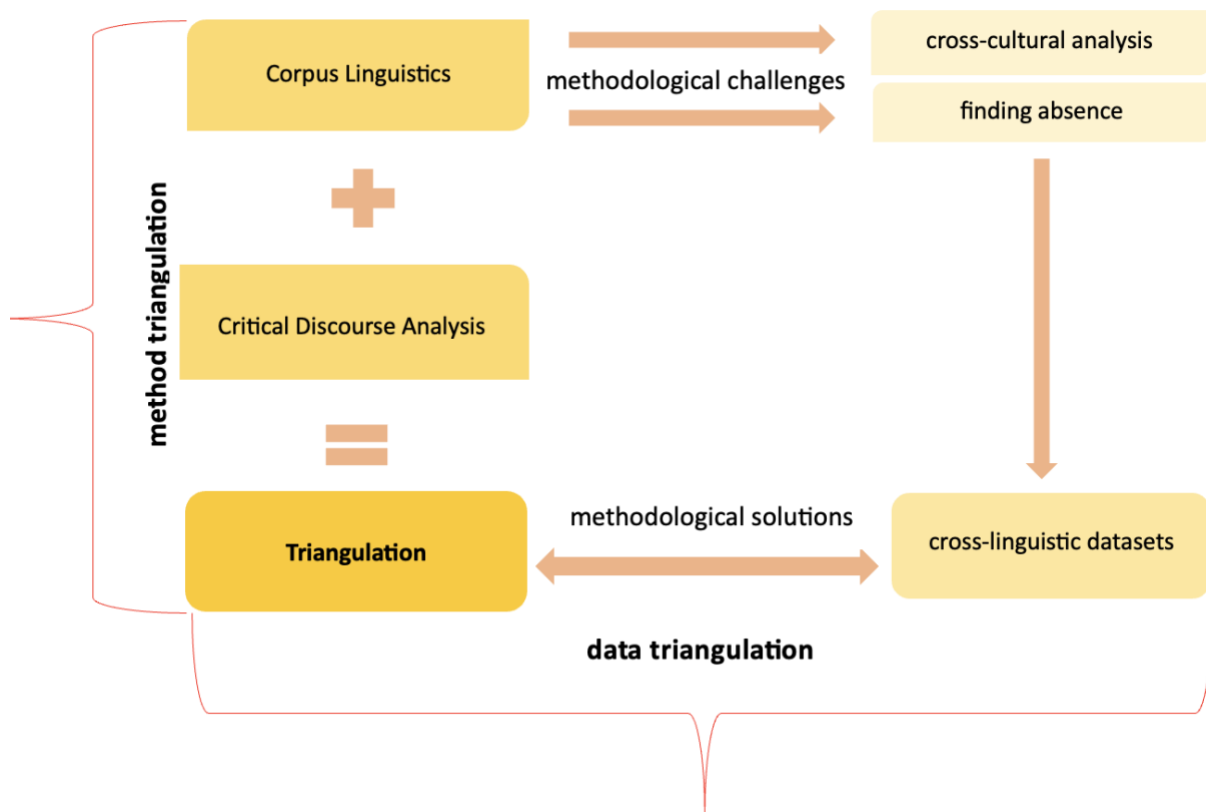 Corpus Linguistics
methodological challenges
cross-cultural analysis
finding absence
method triangulation
Critical Discourse Analysis
Triangulation
methodological solutions
cross-linguistic datasets
data triangulation